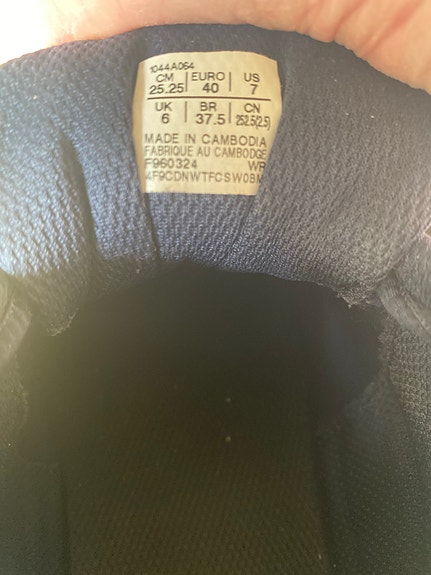 1044A064
CM EURO US
25.25 40 7
UK BR CN
6 37.5 252.5(2.5)
MADE IN CAMBODIA
FABRIQUE AU CAMBODGE
F960324 WR
4F9CDNWTFCSW0BM